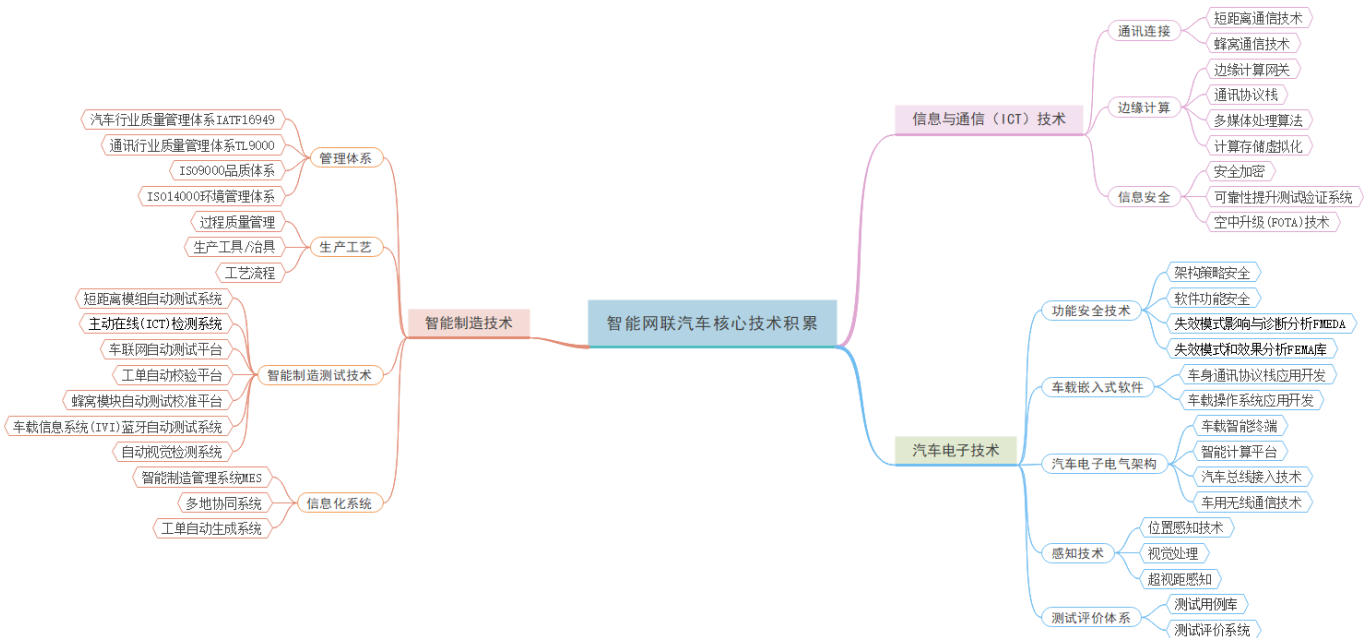 智能网联汽车核心技术积累
信息与通信（ICT）技术
通讯连接
短距离通信技术
蜂窝通信技术
边缘计算
边缘计算网关
通讯协议栈
多媒体处理算法
计算存储虚拟化
信息安全
安全加密
可靠性提升测试验证系统
空中升级(FOTA)技术
汽车电子技术
功能安全技术
架构策略安全
软件功能安全
失效模式影响与诊断分析FMEDA
失效模式和效果分析FEMA库
车载嵌入式软件
车身通讯协议栈应用开发
车载操作系统应用开发
汽车电子电气架构
车载智能终端
智能计算平台
汽车总线接入技术
车用无线通信技术
感知技术
位置感知技术
视觉处理
超视距感知
测试评价体系
测试用例库
测试评价系统
智能制造技术
管理体系
汽车行业质量管理体系IATF16949
通讯行业质量管理体系TL9000
ISO9000品质体系
ISO14000环境管理体系
生产工艺
过程质量管理
生产工具/治具
工艺流程
智能制造测试技术
短距离模组自动测试系统
主动在线(ICT)检测系统
车联网自动测试平台
工单自动校验平台
蜂窝模块自动测试校准平台
车载信息系统(IVI)蓝牙自动测试系统
自动视觉检测系统
信息化系统
智能制造管理系统MES
多地协同系统
工单自动生成系统